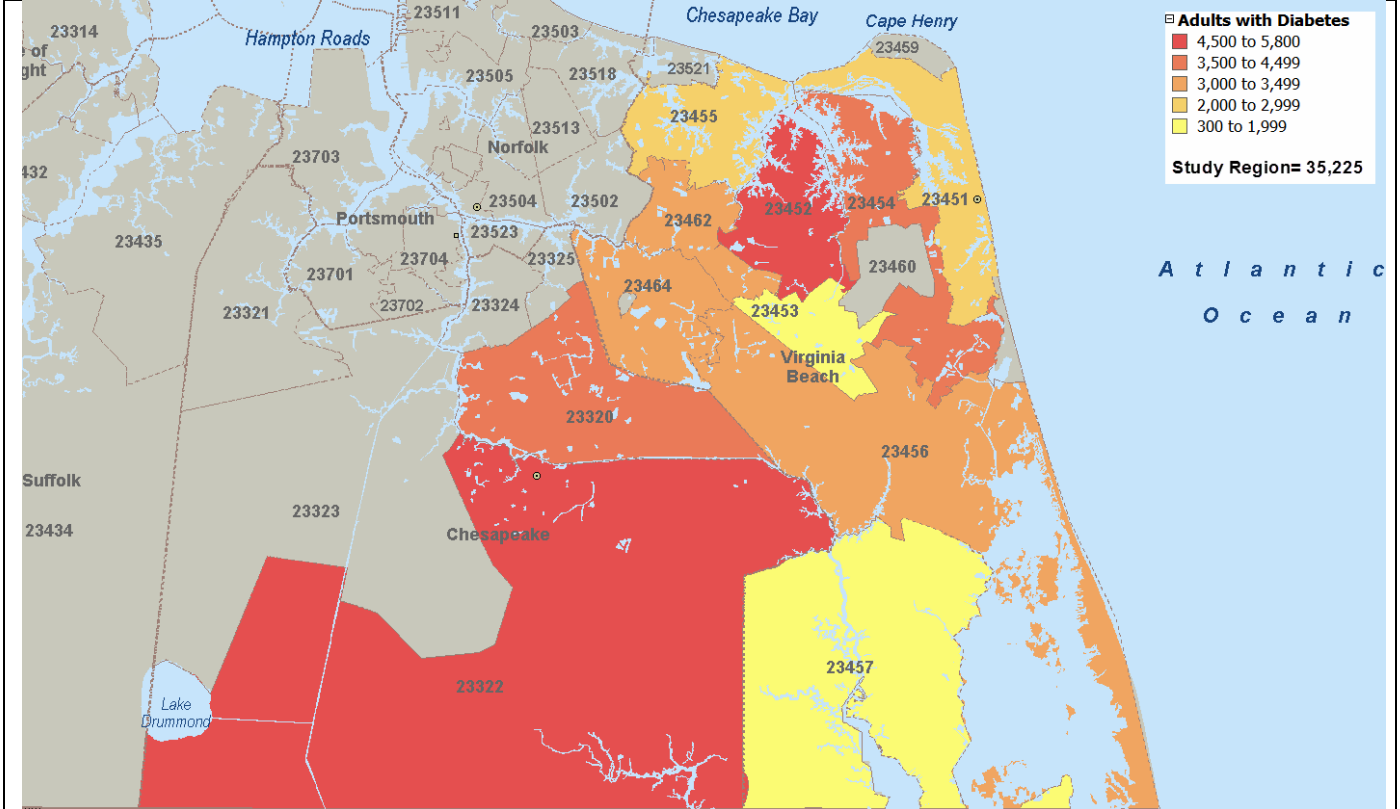 23314
23511
23503
Chesapeake Bay
Cape Henry
Hampton Roads
e of
ght
23505
23518
23521
23459
23455
23513
Norfolk
23703
432
23504
23502
23452
23454
23451
Portsmouth
23462
23523
23435
23704
23325
23701
23460
23464
23702
23324
23321
23453
Virginia
Beach
23320
23456
Suffolk
23323
23434
Chesapeake
23457
23322
Lake
Drummond
Atlantic
Ocean
Adults with Diabetes
4,500 to 5,800
3,500 to 4,499
3,000 to 3,499
2,000 to 2,999
300 to 1,999
Study Region= 35,225